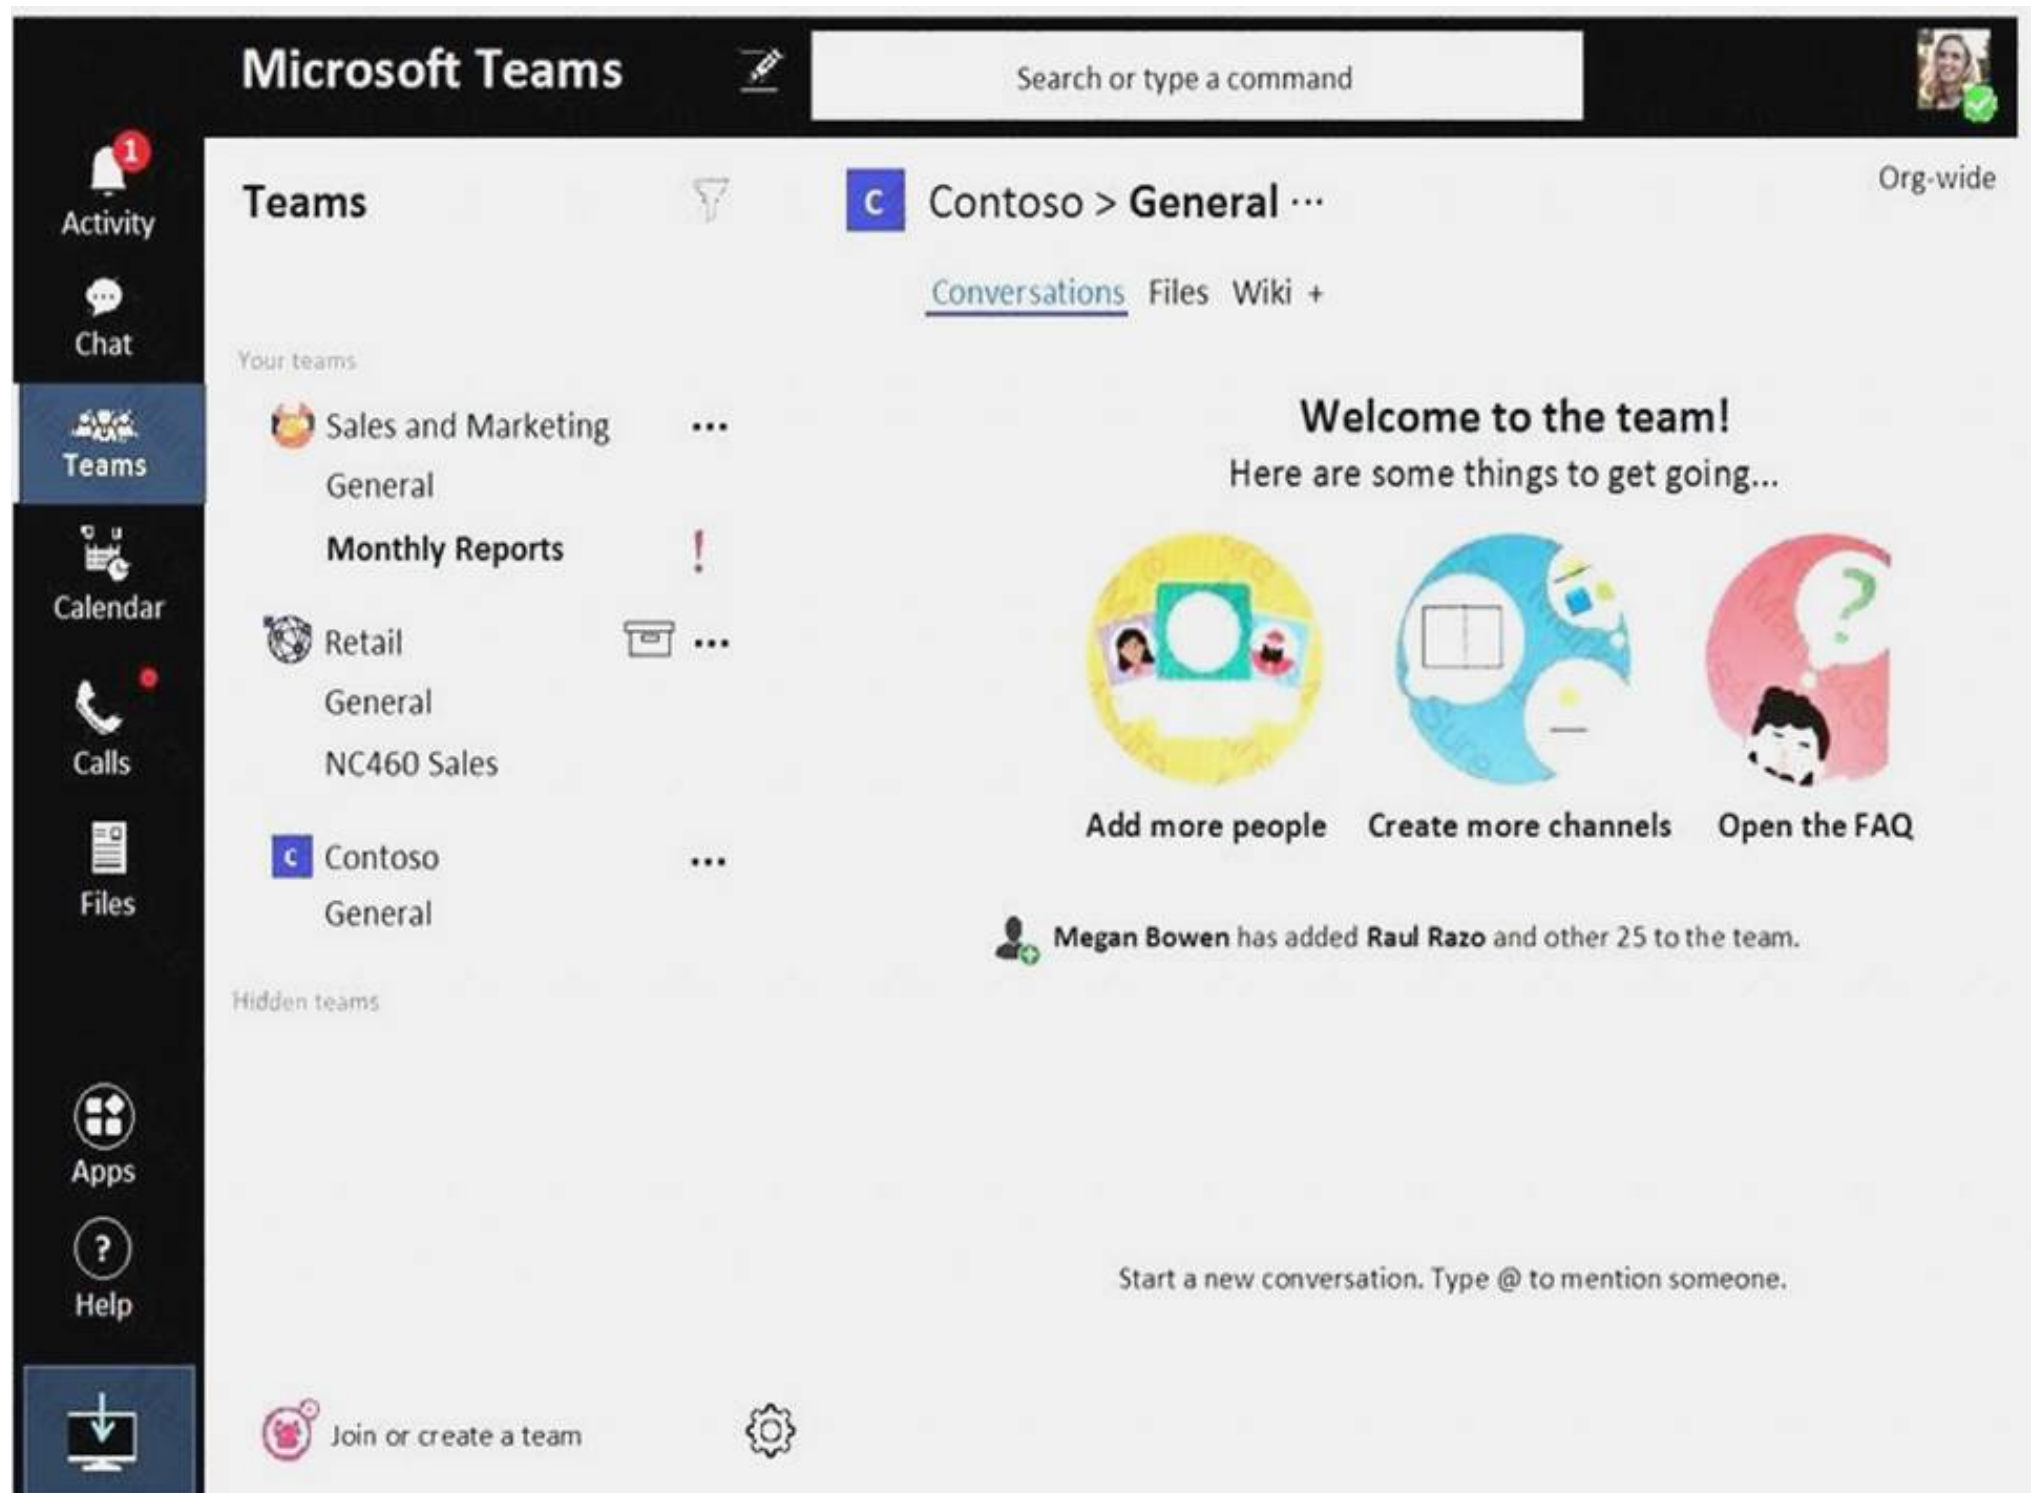 Microsoft Teams
Search or type a command
1
Activity
Chat
Teams
Calendar
Calls
Files
Apps
Help
Teams
Your teams
Sales and Marketing ...
General
Monthly Reports !
Retail ...
General
NC460 Sales
C Contoso ...
General
Hidden teams
Join or create a team
C Contoso > General ...
Org-wide
Conversations Files Wiki +
Welcome to the team!
Here are some things to get going...
Add more people
Create more channels
Open the FAQ
Megan Bowen has added Raul Razo and other 25 to the team.
Start a new conversation. Type @ to mention someone.